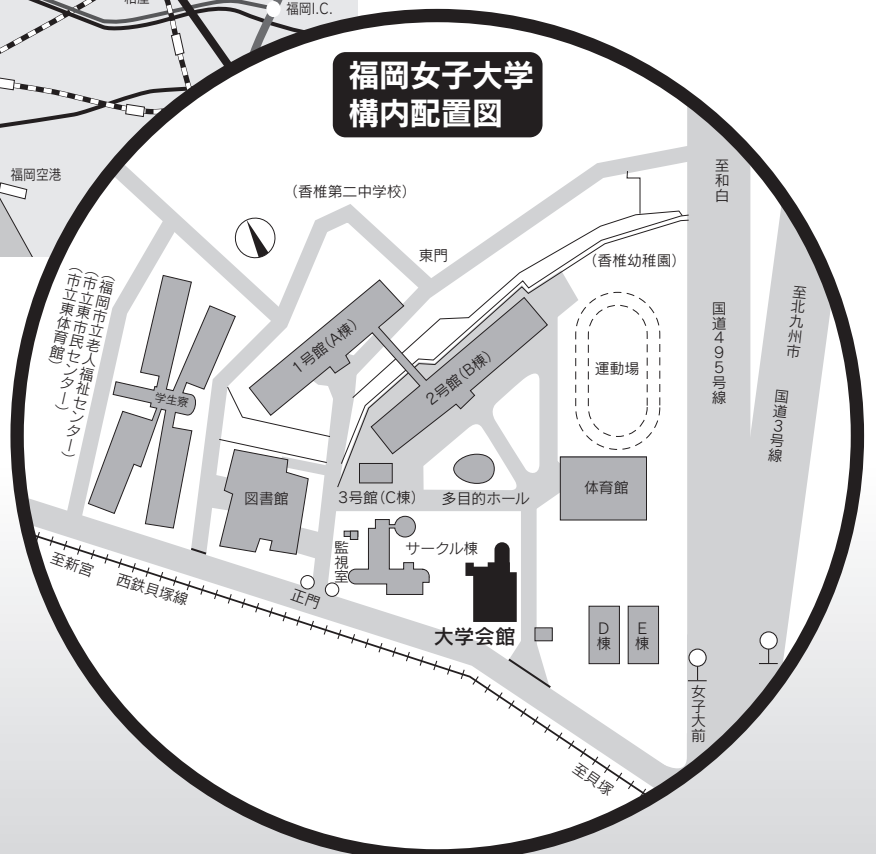 福岡I.C.
福岡空港
福岡女子大学
構内配置図
(香椎第二中学校)
東門
至和白
(香椎幼稚園)
(福岡市立老人福祉センター)
(市立東市民センター)
(市立東体育館)
1号館(A棟)
2号館(B棟)
運動場
国道495号線
至北九州市
国道3号線
学生寮
図書館
3号館(C棟)
多目的ホール
体育館
監視室
サークル棟
至新宮
西鉄貝塚線
正門
大学会館
D棟
E棟
女子大前
至貝塚